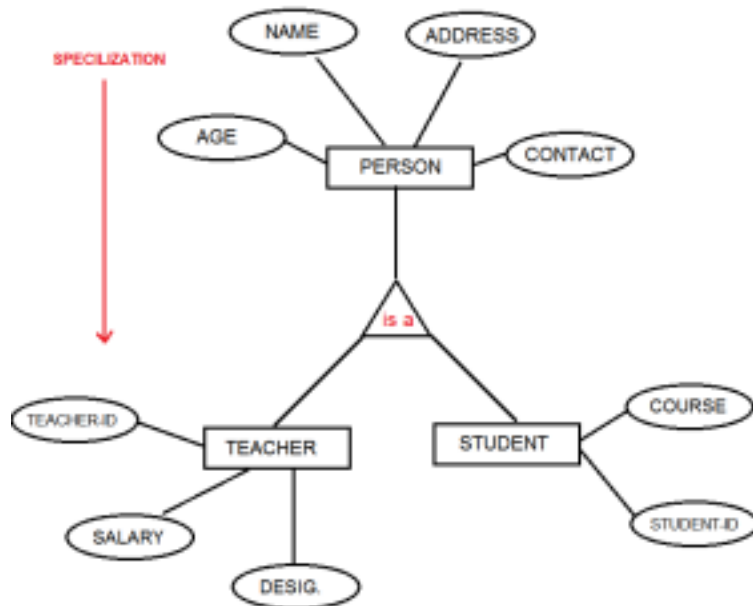 NAME
ADDRESS
SPECILIZATION
AGE
PERSON
CONTACT
is a
TEACHER-ID
TEACHER
STUDENT
COURSE
SALARY
STUDENT-ID
DESIG.